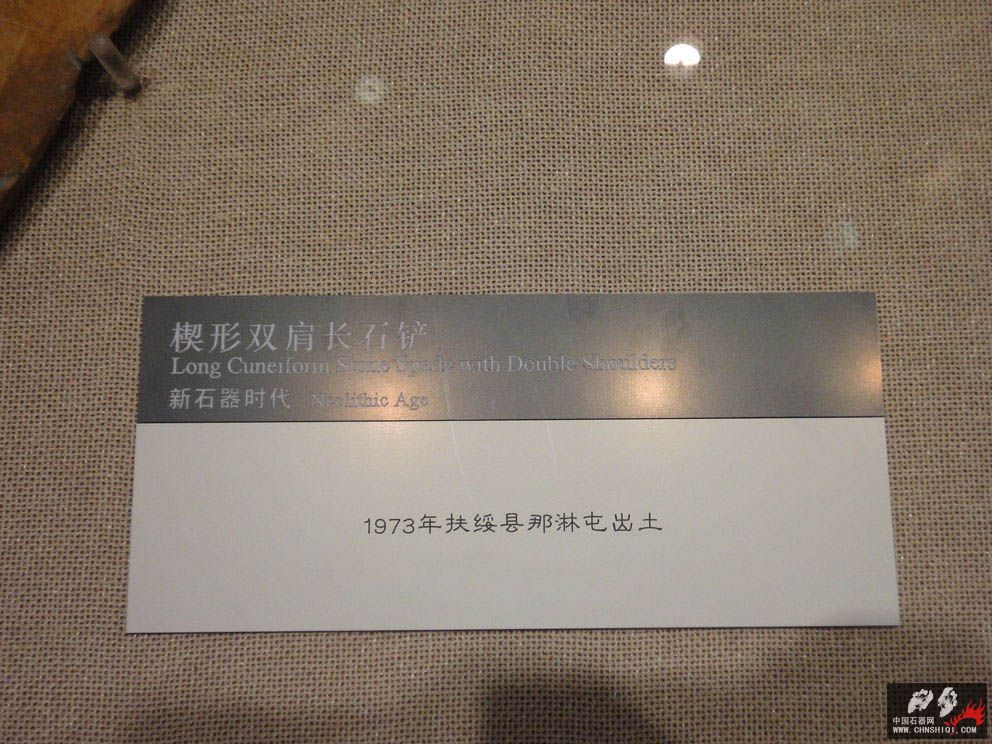 楔形双肩长石铲
Long Cuneiform Stone Spade with Double Shoulders
新石器时代 Neolithic Age
1973年扶绥县那淋屯出土
中国石器网
WWW.CHNSHIQI.COM